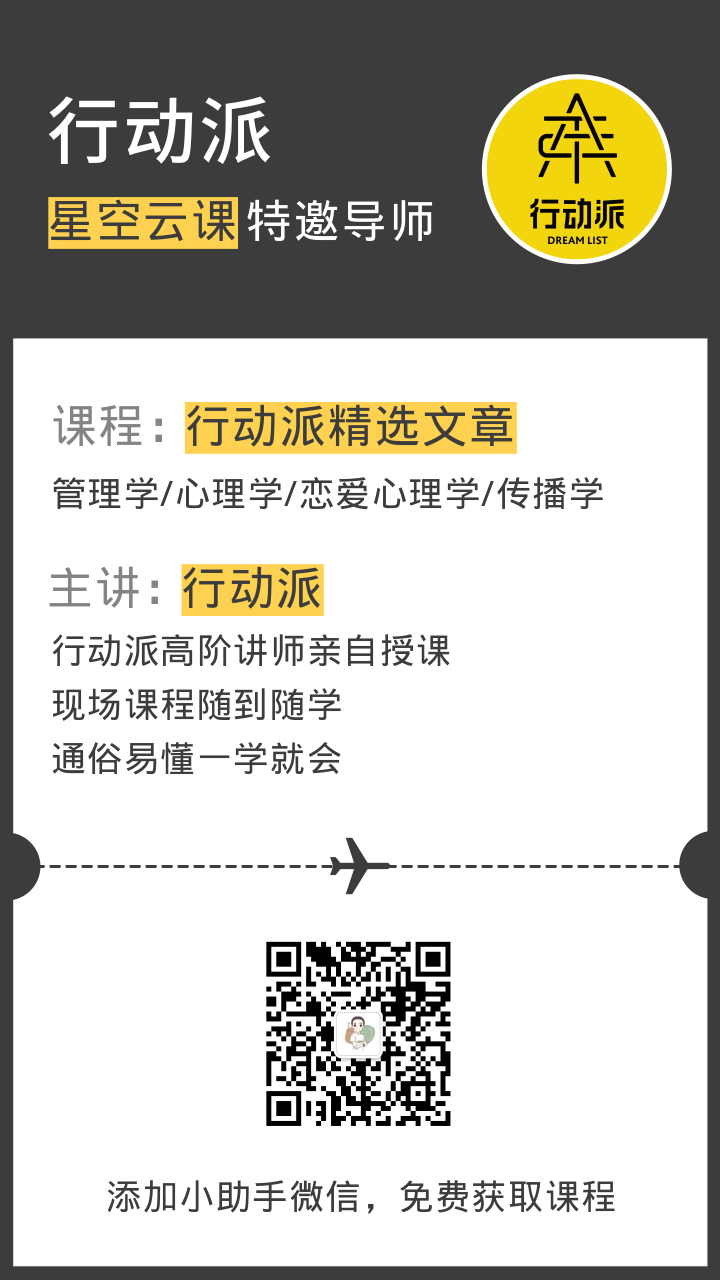 行动派
星空云课特邀导师
行动派
DREAM LIST
课程：行动派精选文章
管理学/心理学/恋爱心理学/传播学
主讲：行动派
行动派高阶讲师亲自授课
现场课程随到随学
通俗易懂一学就会
添加小助手微信，免费获取课程